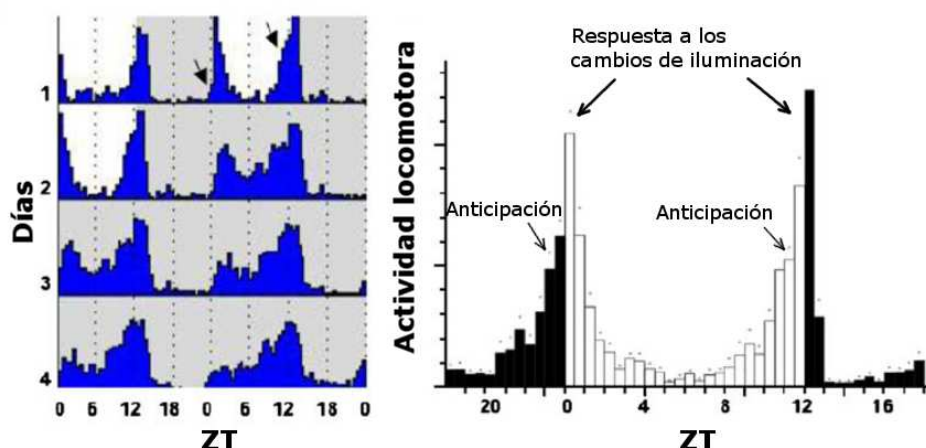 Días
1
2
3
4
0 6 12 18 0 6 12 18 0
ZT
Actividad locomotora
Respuesta a los
cambios de iluminación
Anticipación
Anticipación
20 0 4 8 12 16
ZT